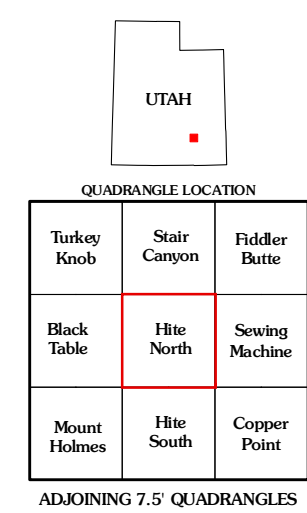 UTAH
QUADRANGLE LOCATION
Turkey
Knob
Stair
Canyon
Fiddler
Butte
Black
Table
Hite
North
Sewing
Machine
Mount
Holmes
Hite
South
Copper
Point
ADJOINING 7.5' QUADRANGLES